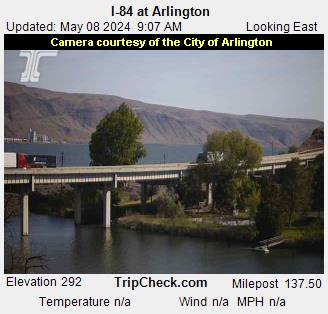 I-84 at Arlington
Updated: May 08 2024 9:07 AM Looking East
Camera courtesy of the City of Arlington
Elevation 292 TripCheck.com Milepost 137.50
Temperature n/a Wind n/a MPH n/a